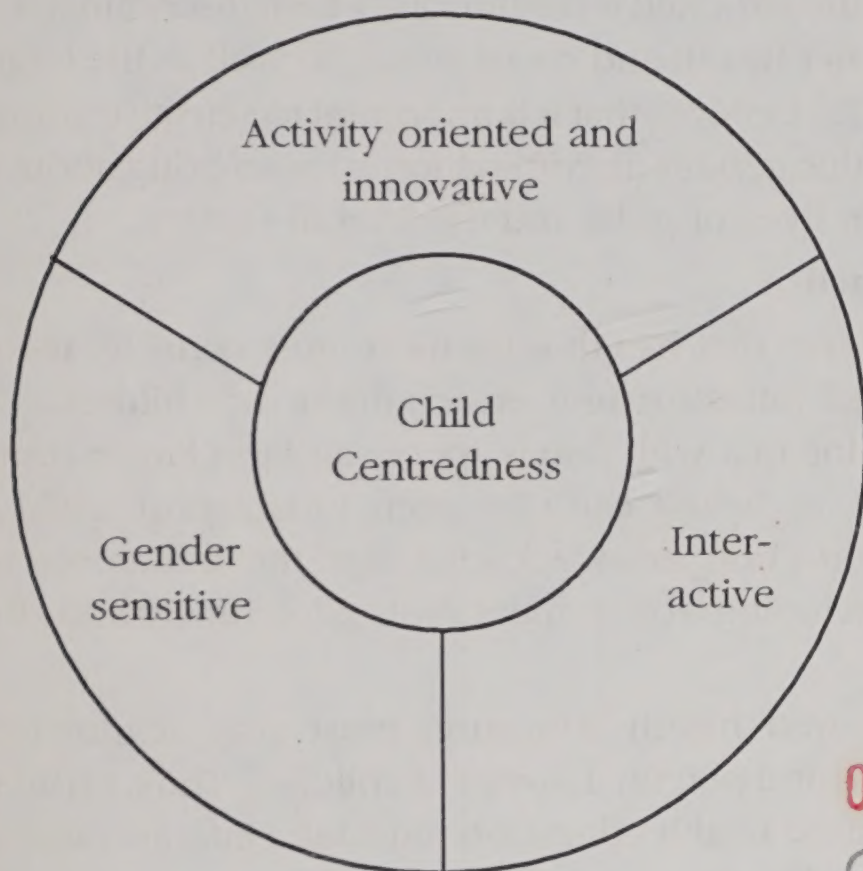 Activity oriented and
innovative
Child
Centredness
Gender
sensitive
Inter-
active